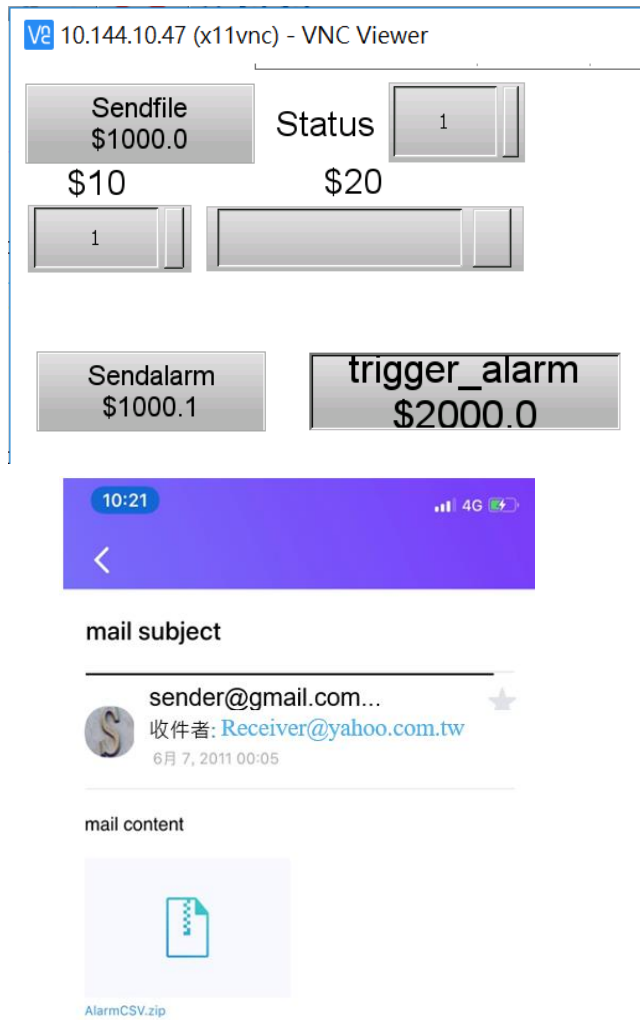 V2 10.144.10.47 (x11vnc) - VNC Viewer
Sendfile
$1000.0
Status
1
$10
$20
1
Sendalarm
$1000.1
trigger_alarm
$2000.0
10:21
4G
mail subject
S
sender@gmail.com...
收件者: Receiver@yahoo.com.tw
6月 7, 2011 00:05
mail content
AlarmCSV.zip